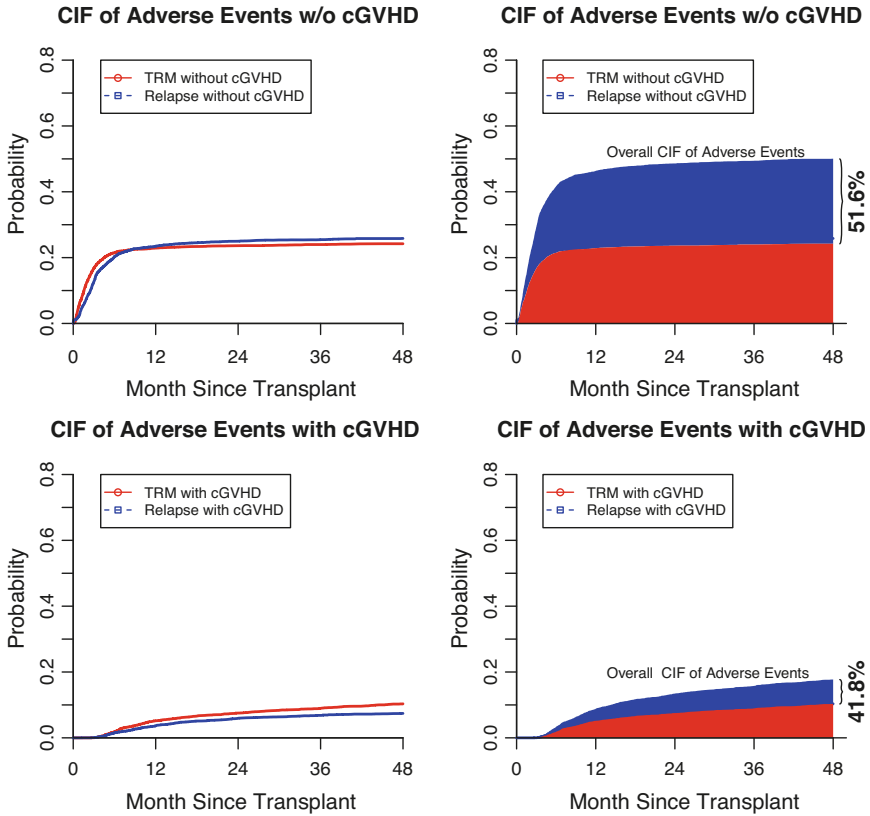 CIF of Adverse Events w/o cGVHD
0.8
0.6
0.4
0.2
0.0
Probability
TRM without cGVHD
Relapse without cGVHD
0 12 24 36 48
Month Since Transplant
CIF of Adverse Events w/o cGVHD
0.8
0.6
0.4
0.2
0.0
Probability
TRM without cGVHD
Relapse without cGVHD
Overall CIF of Adverse Events
51.6%
0 12 24 36 48
Month Since Transplant
CIF of Adverse Events with cGVHD
0.8
0.6
0.4
0.2
0.0
Probability
TRM with cGVHD
Relapse with cGVHD
0 12 24 36 48
Month Since Transplant
CIF of Adverse Events with cGVHD
0.8
0.6
0.4
0.2
0.0
Probability
TRM with cGVHD
Relapse with cGVHD
Overall CIF of Adverse Events
41.8%
0 12 24 36 48
Month Since Transplant